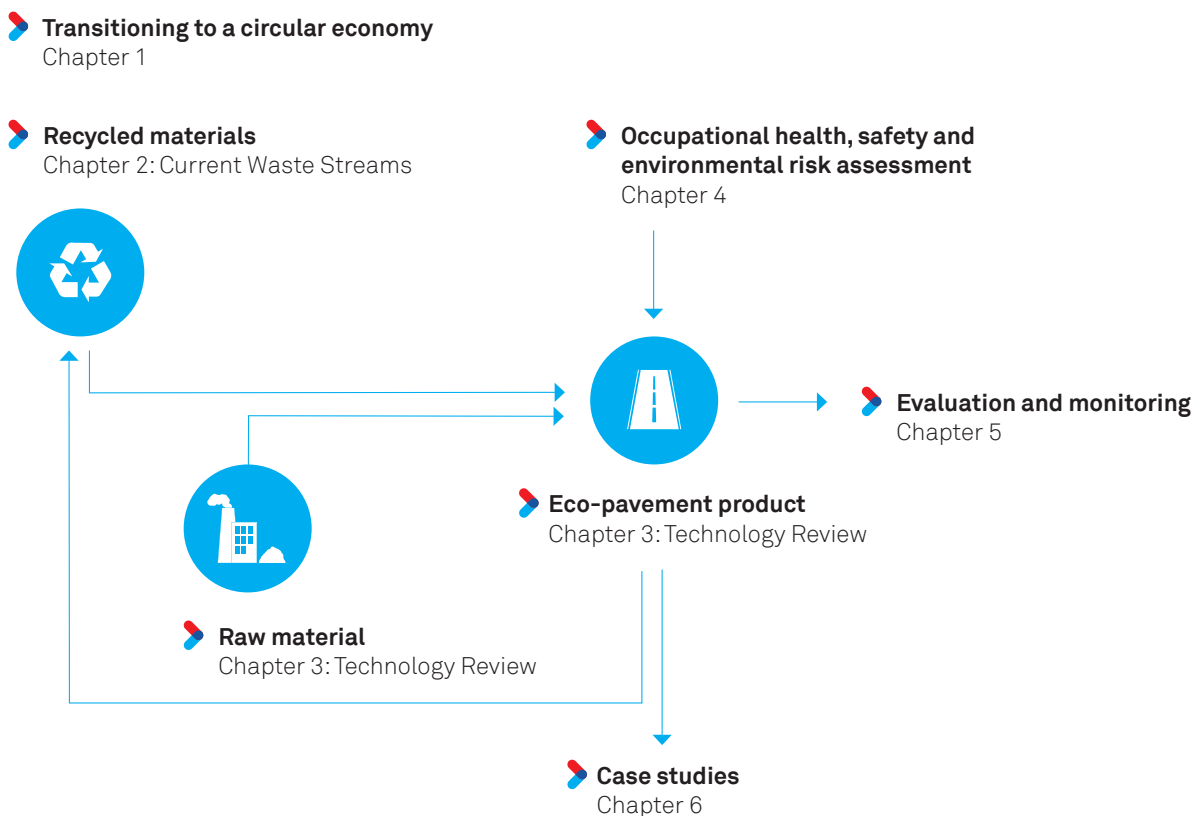 Transitioning to a circular economy
Chapter 1
Recycled materials
Chapter 2: Current Waste Streams
Occupational health, safety and
environmental risk assessment
Chapter 4
Evaluation and monitoring
Chapter 5
Eco-pavement product
Chapter 3: Technology Review
Raw material
Chapter 3: Technology Review
Case studies
Chapter 6